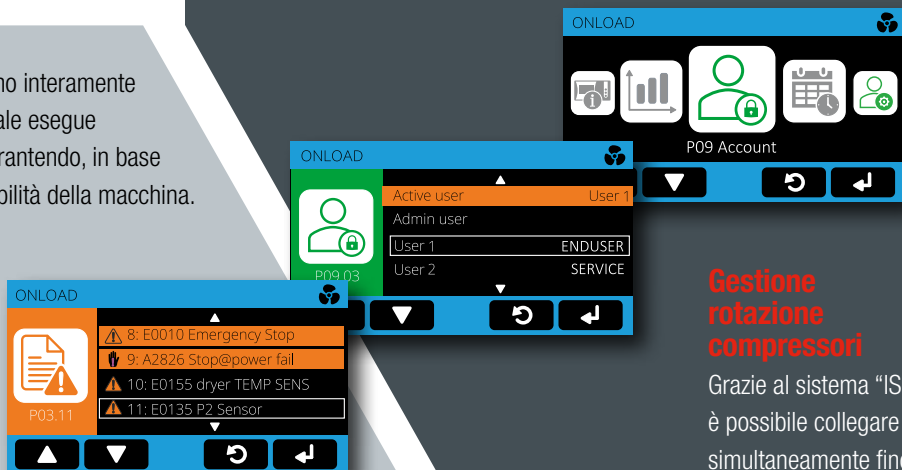 no interamente
ale esegue
rantendo, in base
bilità della macchina.
ONLOAD
P09 Account
ONLOAD
P09.03
Active user User 1
Admin user
User 1 ENDUSER
User 2 SERVICE
ONLOAD
P03.11
8: E0010 Emergency Stop
9: A2826 Stop@power fail
10: E0155 dryer TEMP SENS
11: E0135 P2 Sensor
Gestione
rotazione
compressori
Grazie al sistema “IS
è possibile collegare
simultaneamente fino